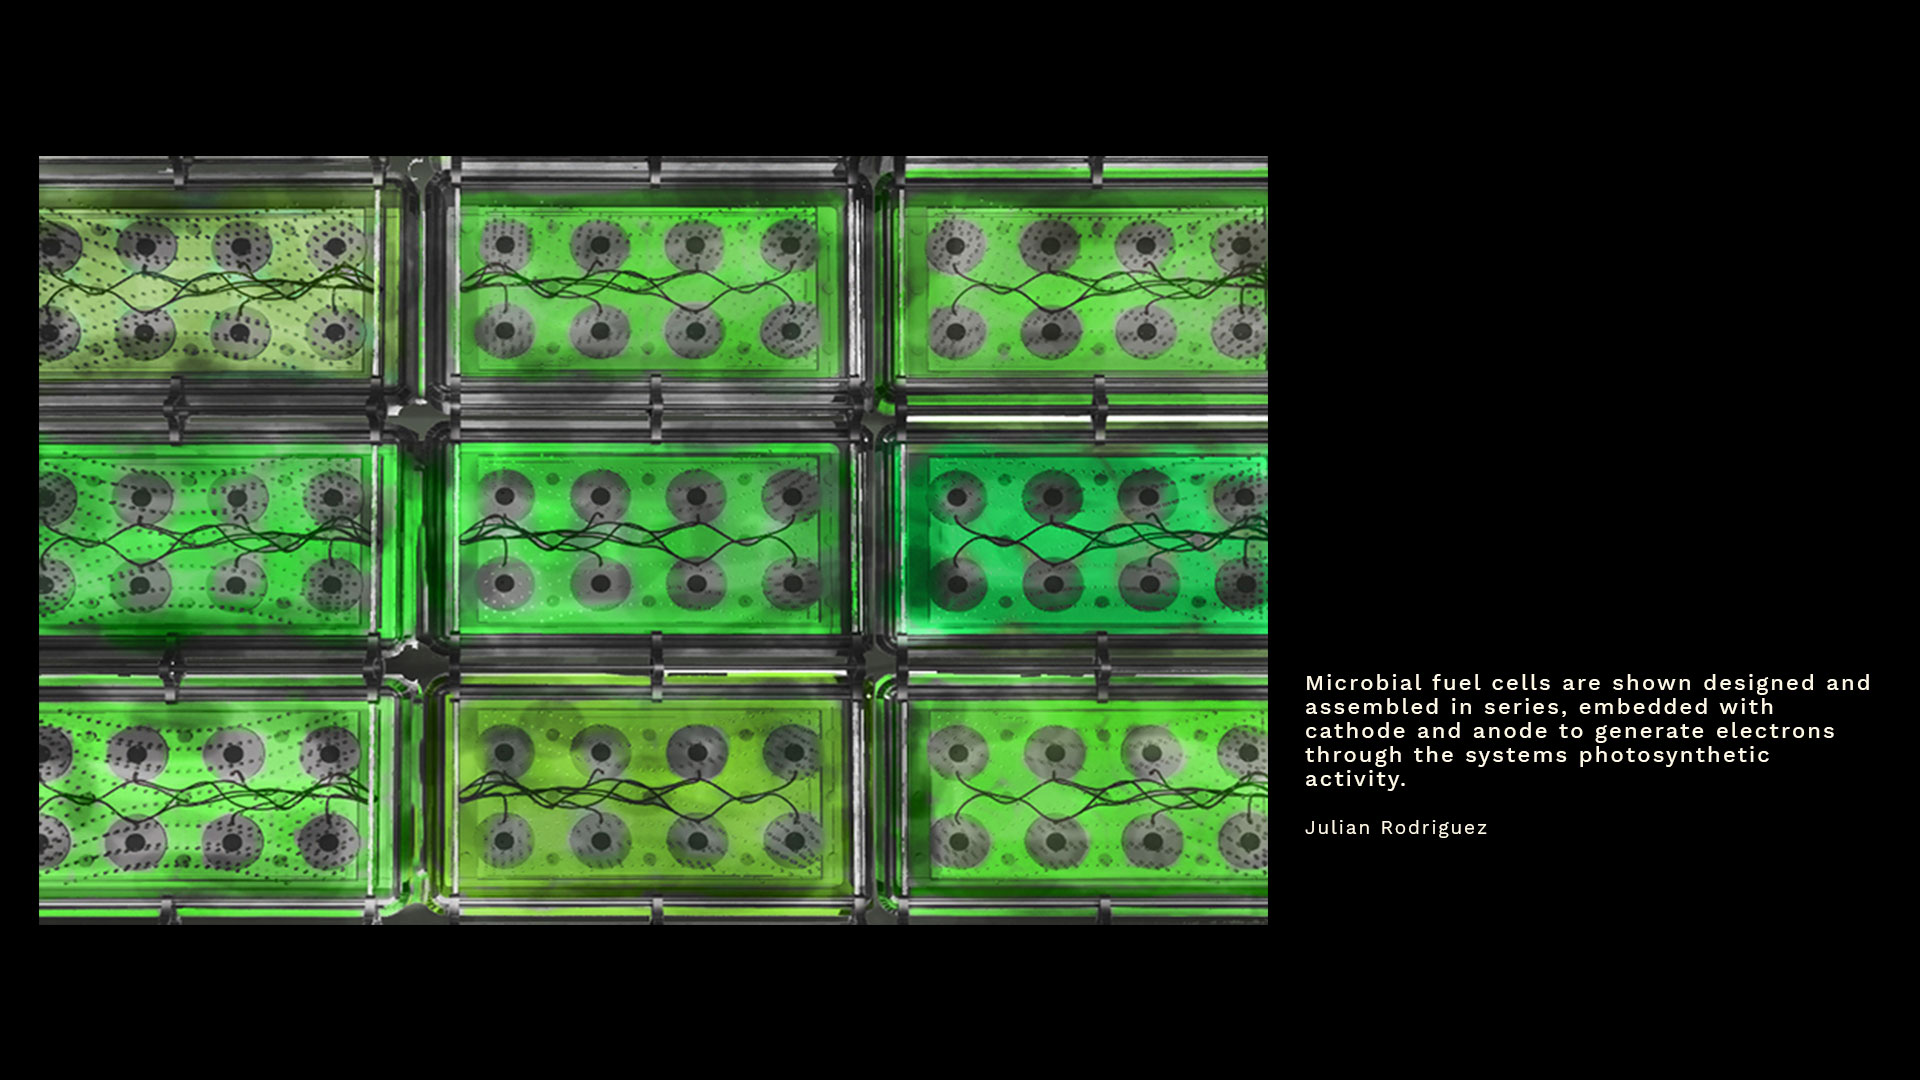 Microbial fuel cells are shown designed and
assembled in series, embedded with
cathode and anode to generate electrons
through the systems photosynthetic
activity.
Julian Rodriguez